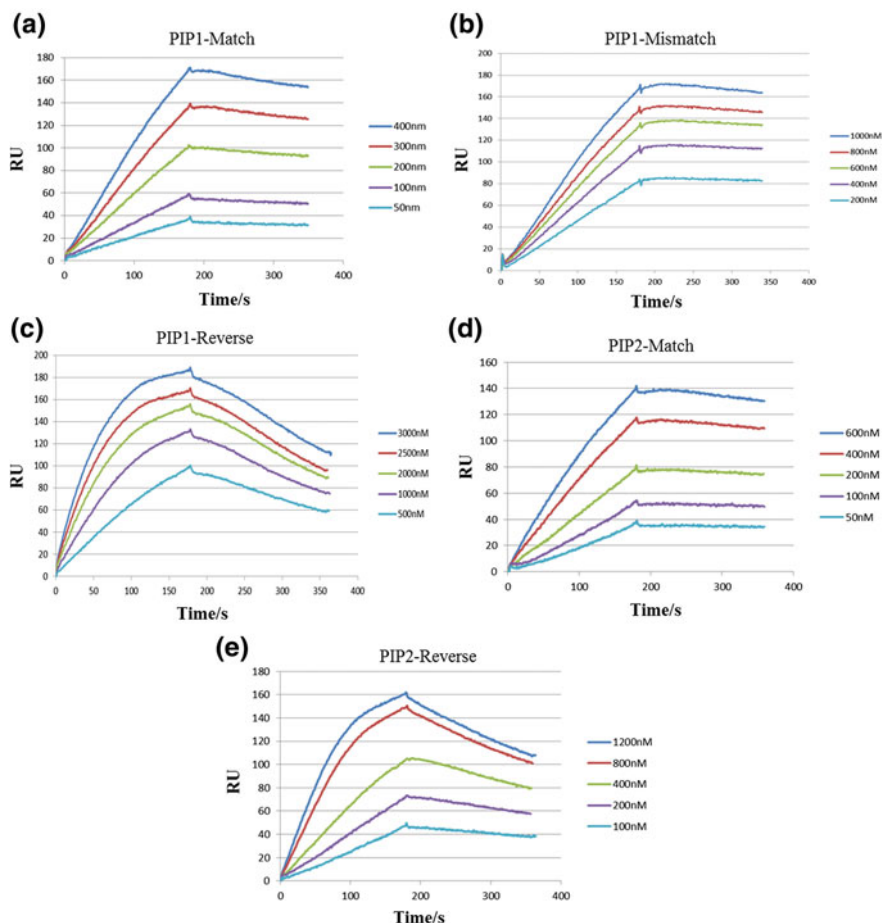 (a)
PIP1-Match
180
160
140
120
100
80
60
40
20
0
RU
0 100 200 300 400
Time/s
400nm
300nm
200nm
100nm
50nm
(b)
PIP1-Mismatch
200
180
160
140
120
100
80
60
40
20
0
RU
0 50 100 150 200 250 300 350 400
Time/s
1000nM
800nM
600nM
400nM
200nM
(c)
PIP1-Reverse
200
180
160
140
120
100
80
60
40
20
0
RU
0 50 100 150 200 250 300 350 400
Time/s
3000nM
2500nM
2000nM
1000nM
500nM
(d)
PIP2-Match
160
140
120
100
80
60
40
20
0
RU
0 100 200 300 400
Time/s
600nM
400nM
200nM
100nM
50nM
(e)
PIP2-Reverse
180
160
140
120
100
80
60
40
20
0
RU
0 100 200 300 400
Time/s
1200nM
800nM
400nM
200nM
100nM